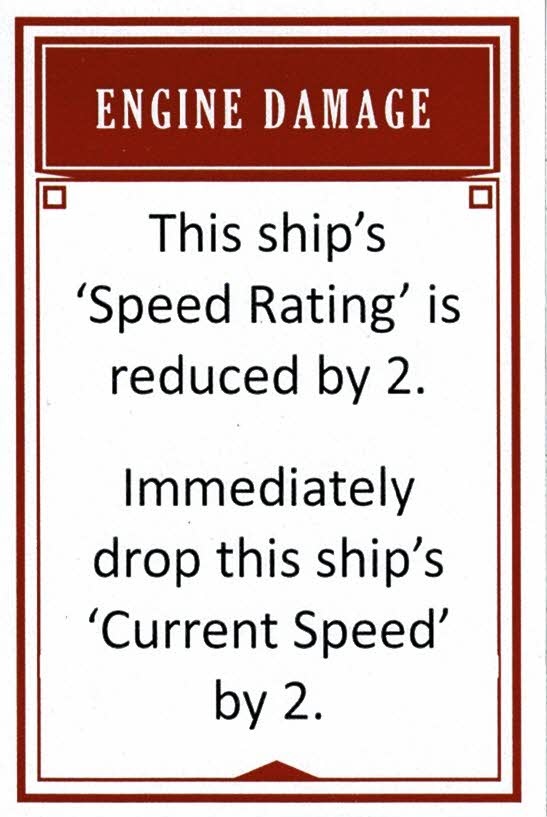 ENGINE DAMAGE
This ship's
‘Speed Rating’ is
reduced by 2.
Immediately
drop this ship's
‘Current Speed’
by 2.